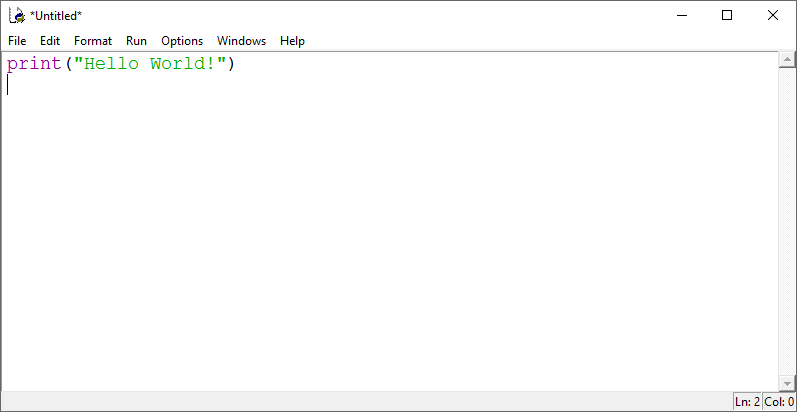 *Untitled*
File Edit Format Run Options Windows Help
print("Hello World!")
Ln: 2 Col: 0